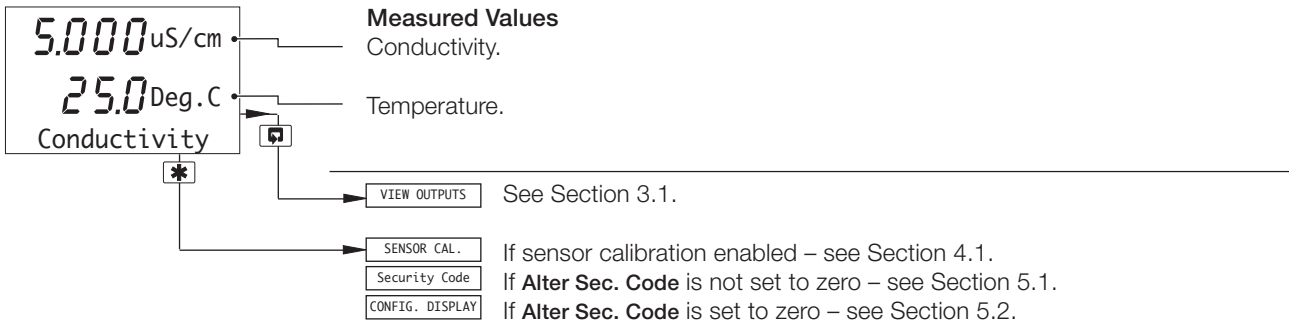 5.000 uS/cm
25.0 Deg.C
Conductivity
Measured Values
Conductivity.
Temperature.
VIEW OUTPUTS See Section 3.1.
SENSOR CAL. If sensor calibration enabled – see Section 4.1.
Security Code If Alter Sec. Code is not set to zero – see Section 5.1.
CONFIG. DISPLAY If Alter Sec. Code is set to zero – see Section 5.2.